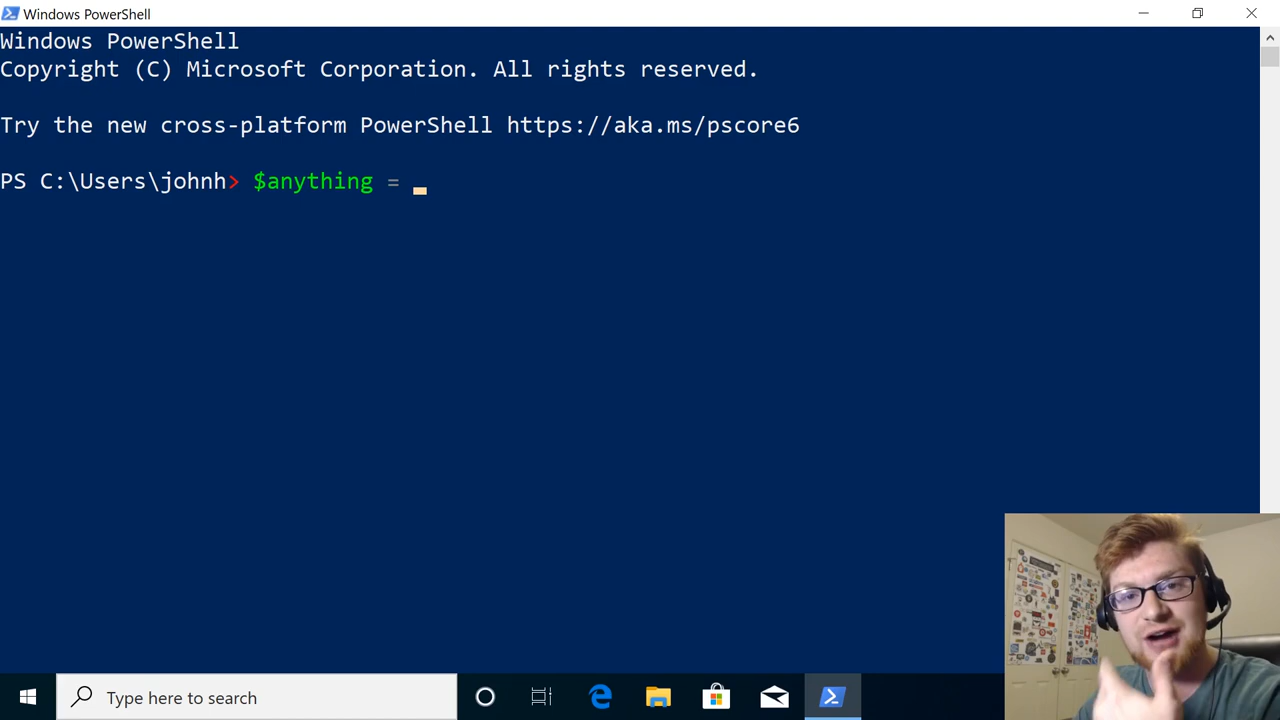 Windows PowerShell
Windows PowerShell
Copyright (C) Microsoft Corporation. All rights reserved.
Try the new cross-platform PowerShell https://aka.ms/pscore6
PS C:\Users\johnh> $anything =
Type here to search